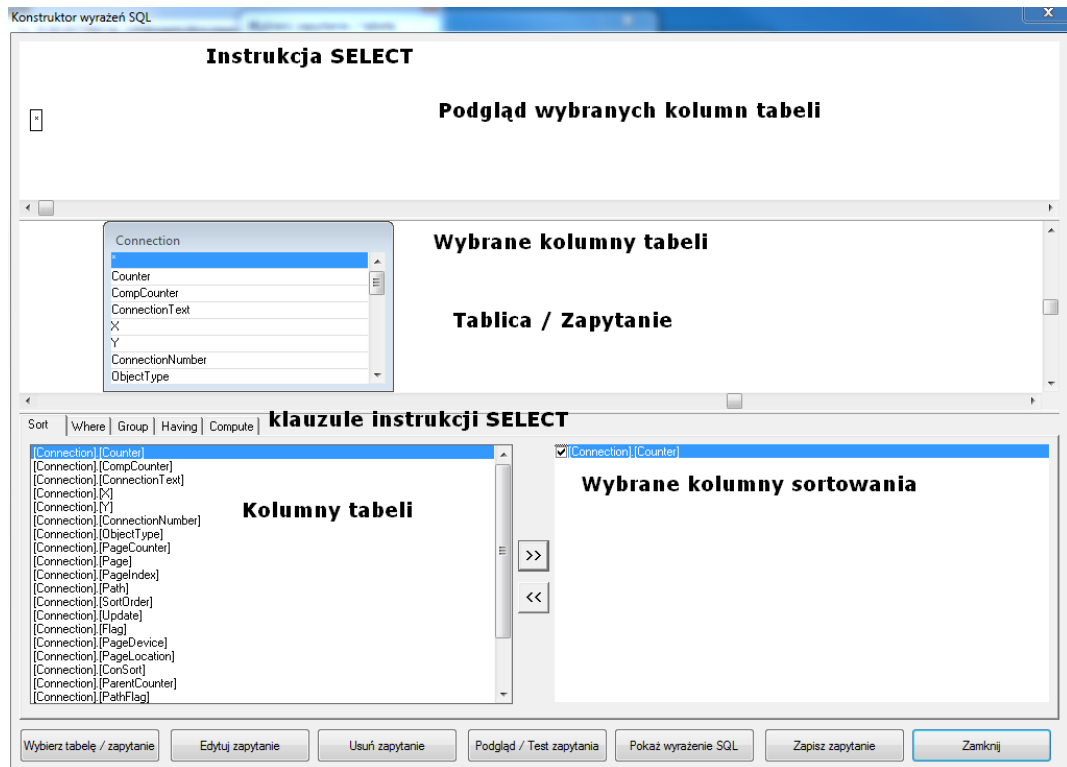 Konstruktor wyrażeń SQL
Instrukcja SELECT
Podgląd wybranych kolumn tabeli
*
Connection
Wybrane kolumny tabeli
*
Counter
CompCounter
ConnectionText
X
Tablica / Zapytanie
Y
ConnectionNumber
ObjectType
klauzule instrukcji SELECT
Sort Where Group Having Compute
[Connection].[Counter]
[Connection].[CompCounter]
[Connection].[ConnectionText]
[Connection].[X]
[Connection].[Y]
[Connection].[ConnectionNumber]
[Connection].[ObjectType]
[Connection].[PageCounter]
[Connection].[Page]
[Connection].[PageIndex]
[Connection].[Path]
[Connection].[SortOrder]
[Connection].[Update]
[Connection].[Flag]
[Connection].[PageDevice]
[Connection].[PageLocation]
[Connection].[ConSort]
[Connection].[ParentCounter]
[Connection].[PathFlag]
Kolumny tabeli
>>
<<
[Connection].[Counter]
Wybrane kolumny sortowania
Wybierz tabelę / zapytanie
Edytuj zapytanie
Usuń zapytanie
Podgląd / Test zapytania
Pokaż wyrażenie SQL
Zapisz zapytanie
Zamknij